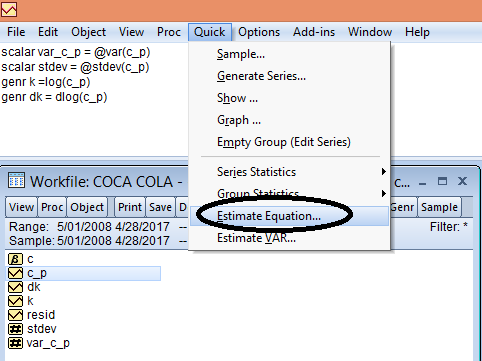 File Edit Object View Proc Quick Options Add-ins Window Help
scalar var_c_p = @var(c_p)
scalar stdev = @stdev(c_p)
genr k =log(c_p)
genr dk = dlog(c_p)
Sample...
Generate Series...
Show ...
Graph ...
Empty Group (Edit Series)
Series Statistics
Group Statistics
Estimate Equation...
Estimate VAR...
Workfile: COCA COLA - c...
View Proc Object Print Save D Genr Sample
Range: 5/01/2008 4/28/2017 -- Filter: *
Sample: 5/01/2008 4/28/2017 --
β c
c_p
dk
k
resid
## stdev
## var_c_p